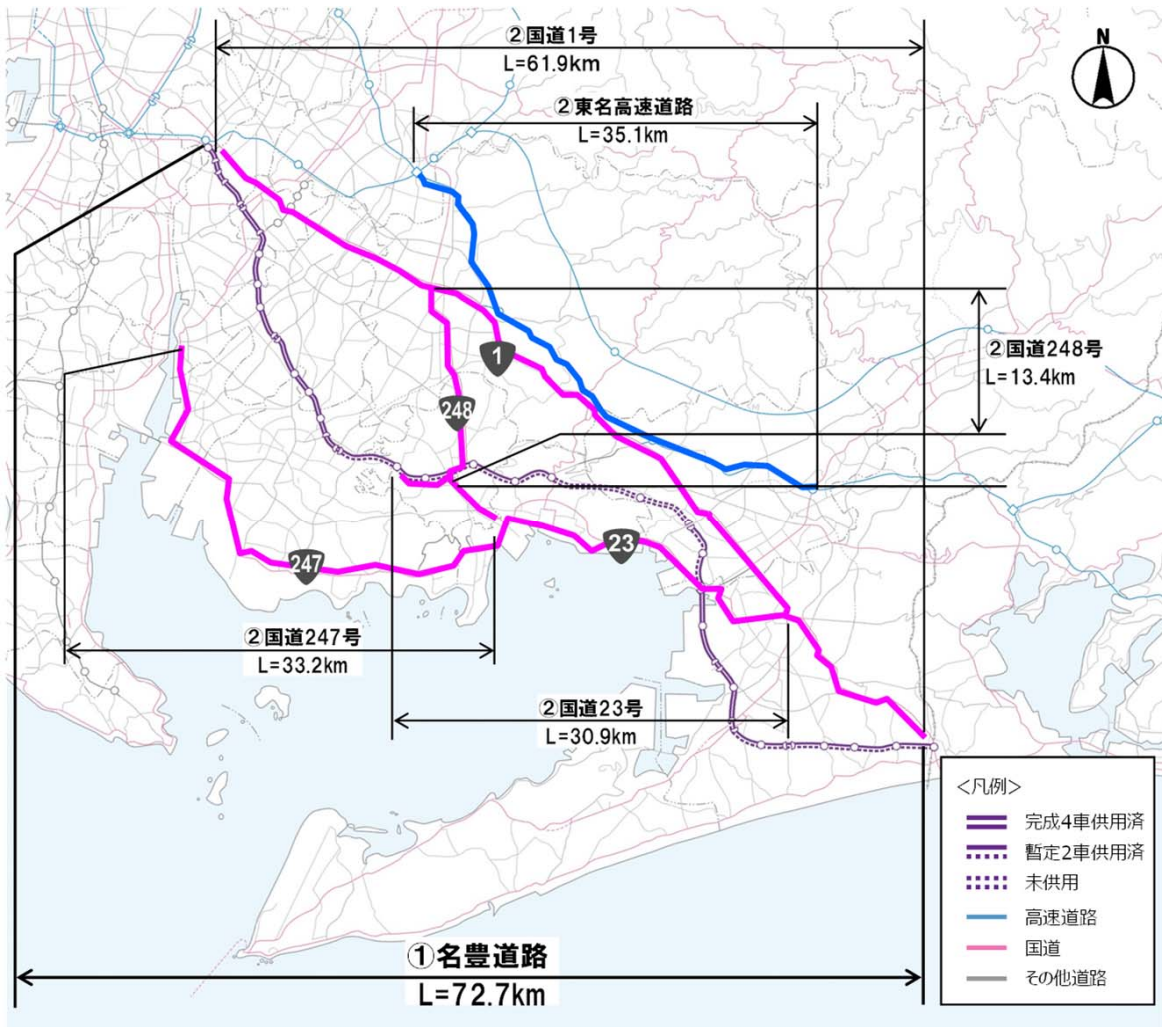 ②国道1号
L=61.9km
N
②東名高速道路
L=35.1km
②国道248号
L=13.4km
1
248
23
247
②国道247号
L=33.2km
②国道23号
L=30.9km
①名豊道路
L=72.7km
<凡例>
完成4車供用済
暫定2車供用済
未供用
高速道路
国道
その他道路